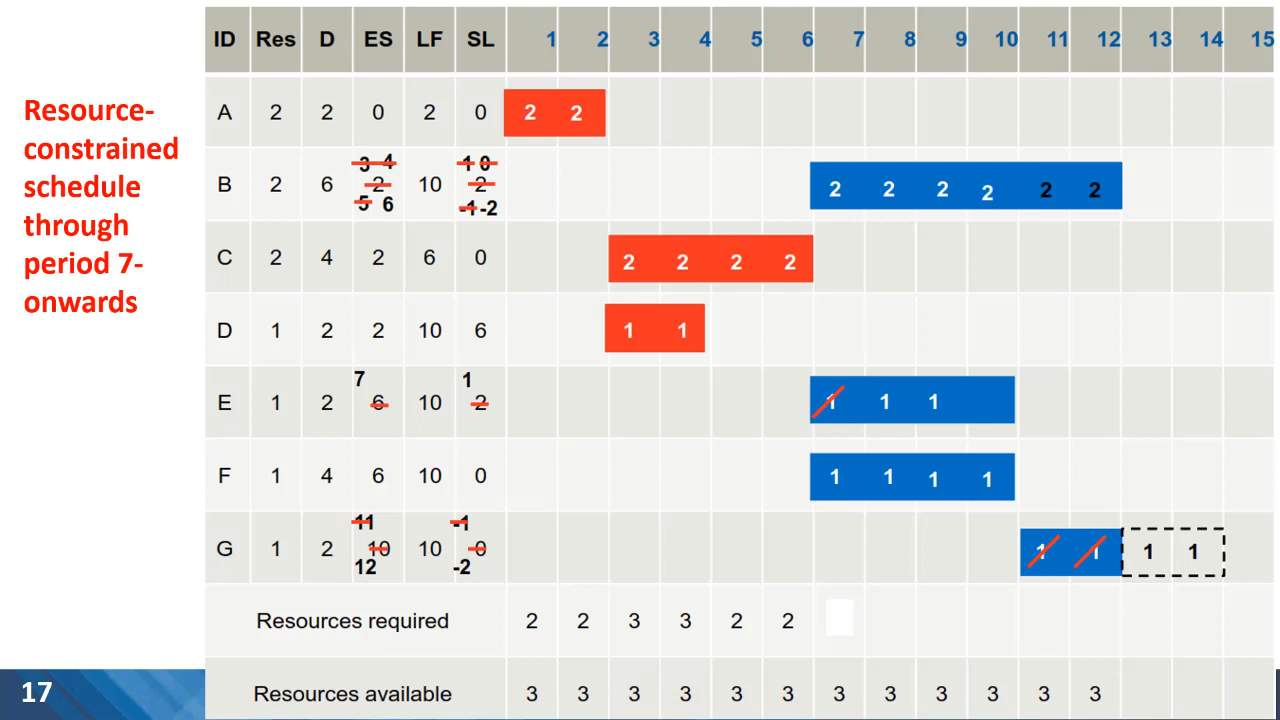 ID Res D ES LF SL 1 2 3 4 5 6 7 8 9 10 11 12 13 14 15
Resource-
constrained
schedule
through
period 7-
onwards
A 2 2 0 2 0 2 2
3 4 1 0
B 2 6 2 10 2 2 2 2 2 2 2
5 6 -1 -2
C 2 4 2 6 0 2 2 2 2
D 1 2 2 10 6 1 1
7 1
E 1 2 6 10 2 1 1 1
F 1 4 6 10 0 1 1 1 1
11 -1
G 1 2 10 10 0 1 1 1 1
12 -2
Resources required 2 2 3 3 2 2
Resources available 3 3 3 3 3 3 3 3 3 3 3 3
17